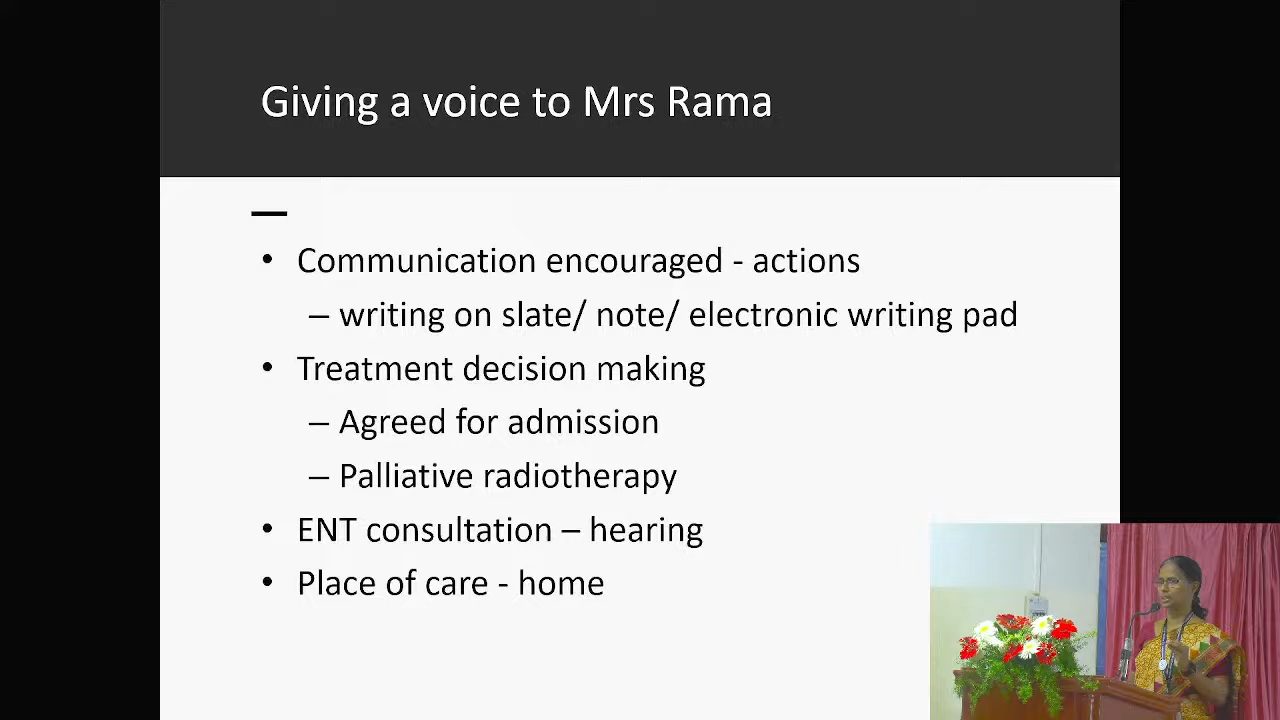 Giving a voice to Mrs Rama
• Communication encouraged - actions
– writing on slate/ note/ electronic writing pad
• Treatment decision making
– Agreed for admission
– Palliative radiotherapy
• ENT consultation – hearing
• Place of care - home